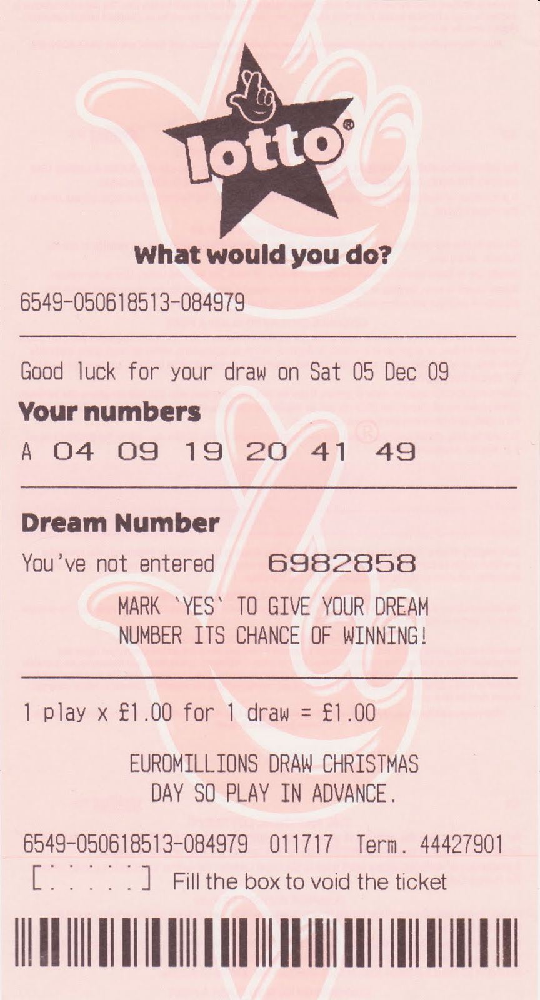 lotto®
What would you do?
6549-050618513-084979
Good luck for your draw on Sat 05 Dec 09
Your numbers
A 04 09 19 20 41 49
Dream Number
You've not entered 6982858
MARK `YES` TO GIVE YOUR DREAM
NUMBER ITS CHANCE OF WINNING!
1 play x £1.00 for 1 draw = £1.00
EUROMILLIONS DRAW CHRISTMAS
DAY SO PLAY IN ADVANCE.
6549-050618513-084979 011717 Term. 44427901
[. . . . .] Fill the box to void the ticket